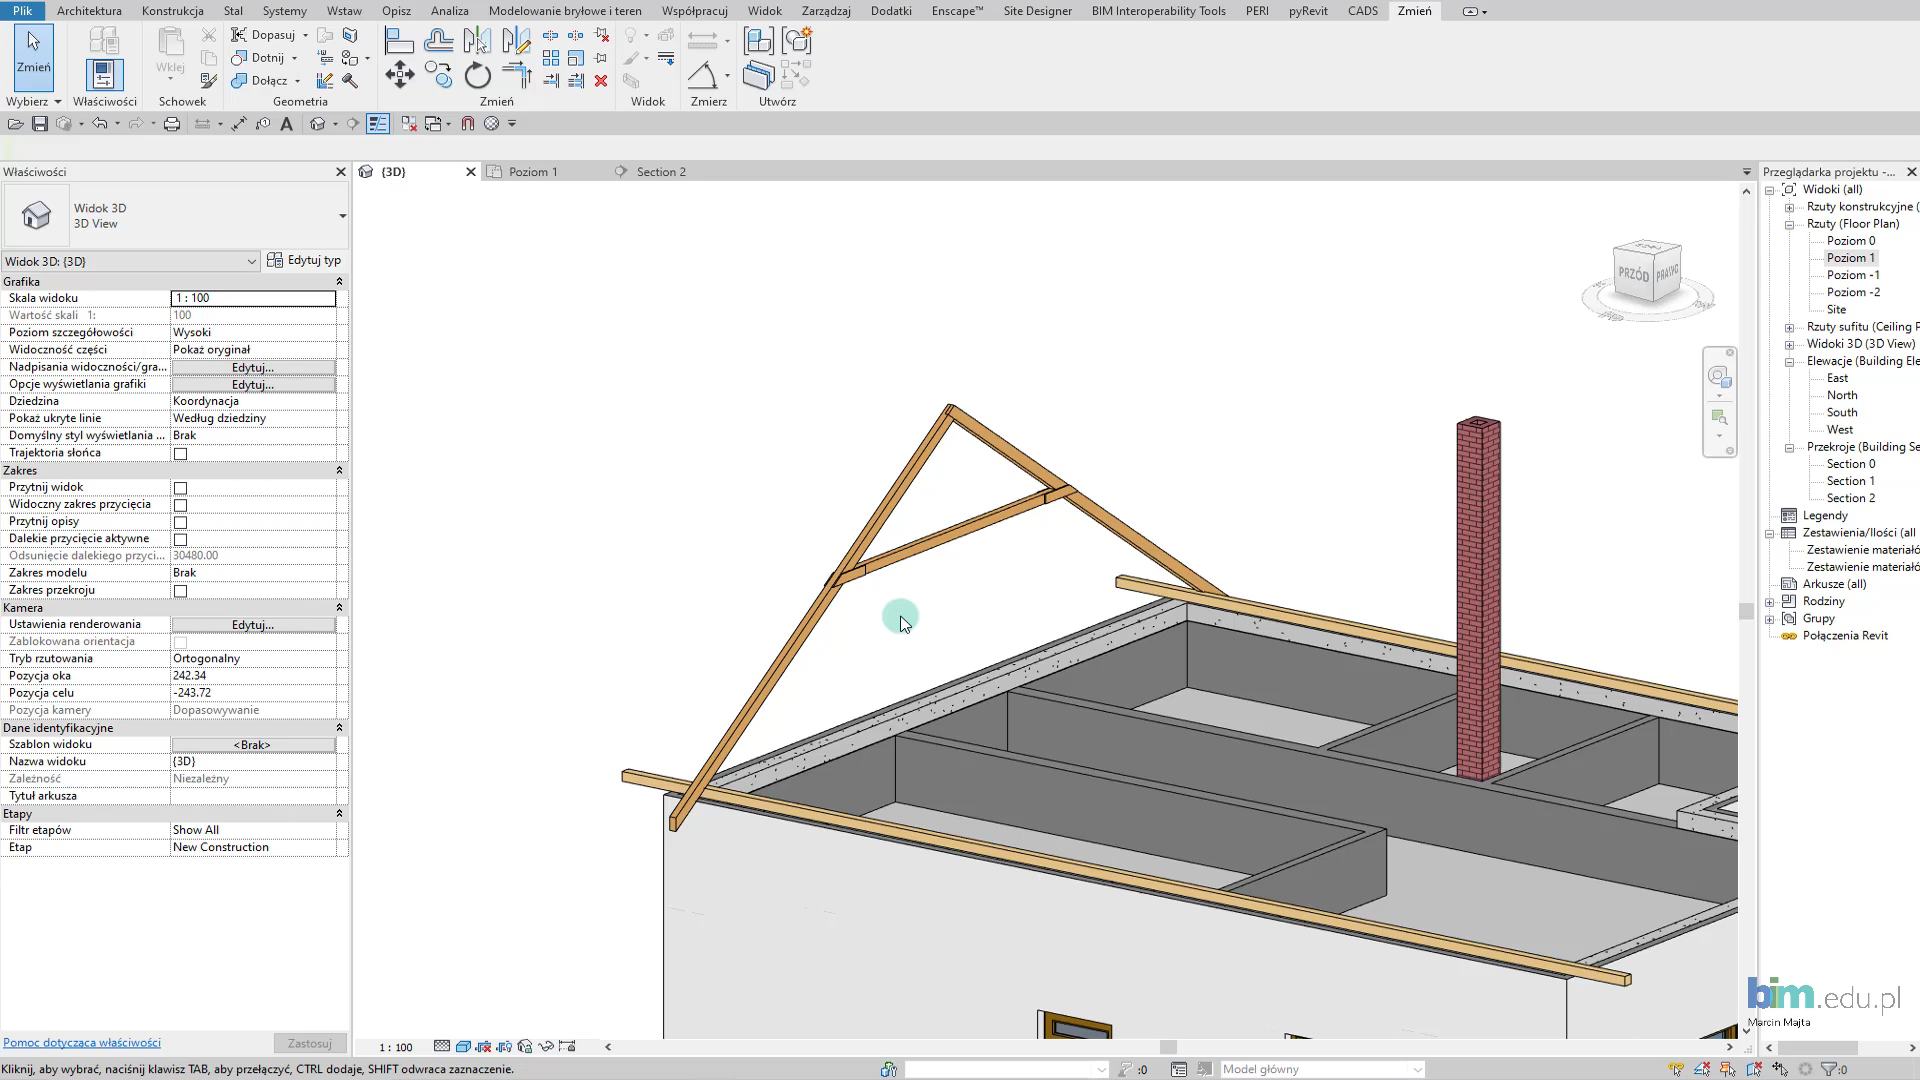 Plik Architektura Konstrukcja Stal Systemy Wstaw Opis Analiza Modelowanie bryłowe i teren Współpracuj Widok Zarządzaj Dodatki Enscape™ Site Designer BIM Interoperability Tools PERI pyRevit CADS Zmień
Zmień
Wklej
Dopasuj
Dotnij
Dołącz
Wybierz Właściwości Schowek Geometria Zmień Widok Zmierz Utwórz
Właściwości
Widok 3D
3D View
Widok 3D: {3D} Edytuj typ
Grafika
Skala widoku 1 : 100
Wartość skali 1: 100
Poziom szczegółowości Wysoki
Widoczność części Pokaż oryginał
Nadpisania widoczności/gra... Edytuj...
Opcje wyświetlania grafiki Edytuj...
Dziedzina Koordynacja
Pokaż ukryte linie Według dziedziny
Domyślny styl wyświetlania ... Brak
Trajektoria słońca
Zakres
Przytnij widok
Widoczny zakres przycięcia
Przytnij opisy
Dalekie przycięcie aktywne
Odsunięcie dalekiego przyci... 30480.00
Zakres modelu Brak
Zakres przekroju
Kamera
Ustawienia renderowania Edytuj...
Zablokowana orientacja
Tryb rzutowania Ortogonalny
Pozycja oka 242.34
Pozycja celu -243.72
Pozycja kamery Dopasowywanie
Dane identyfikacyjne
Szablon widoku <Brak>
Nazwa widoku {3D}
Zależność Niezależny
Tytuł arkusza
Etapy
Filtr etapów Show All
Etap New Construction
Pomoc dotycząca właściwości Zastosuj
{3D} Poziom 1 Section 2
PRZÓD
1 : 100
Przeglądarka projektu -...
Widoki (all)
Rzuty konstrukcyjne (
Rzuty (Floor Plan)
Poziom 0
Poziom 1
Poziom -1
Poziom -2
Site
Rzuty sufitu (Ceiling P
Widoki 3D (3D View)
Elewacje (Building Ele
East
North
South
West
Przekroje (Building Se
Section 0
Section 1
Section 2
Legendy
Zestawienia/Ilości (all
Zestawienie materiałó
Zestawienie materiałó
Arkusze (all)
Rodziny
Grupy
Połączenia Revit
bim.edu.pl
Marcin Majta
Kliknij, aby wybrać, naciśnij klawisz TAB, aby przełączyć, CTRL dodaje, SHIFT odwraca zaznaczenie. :0 Model główny :0